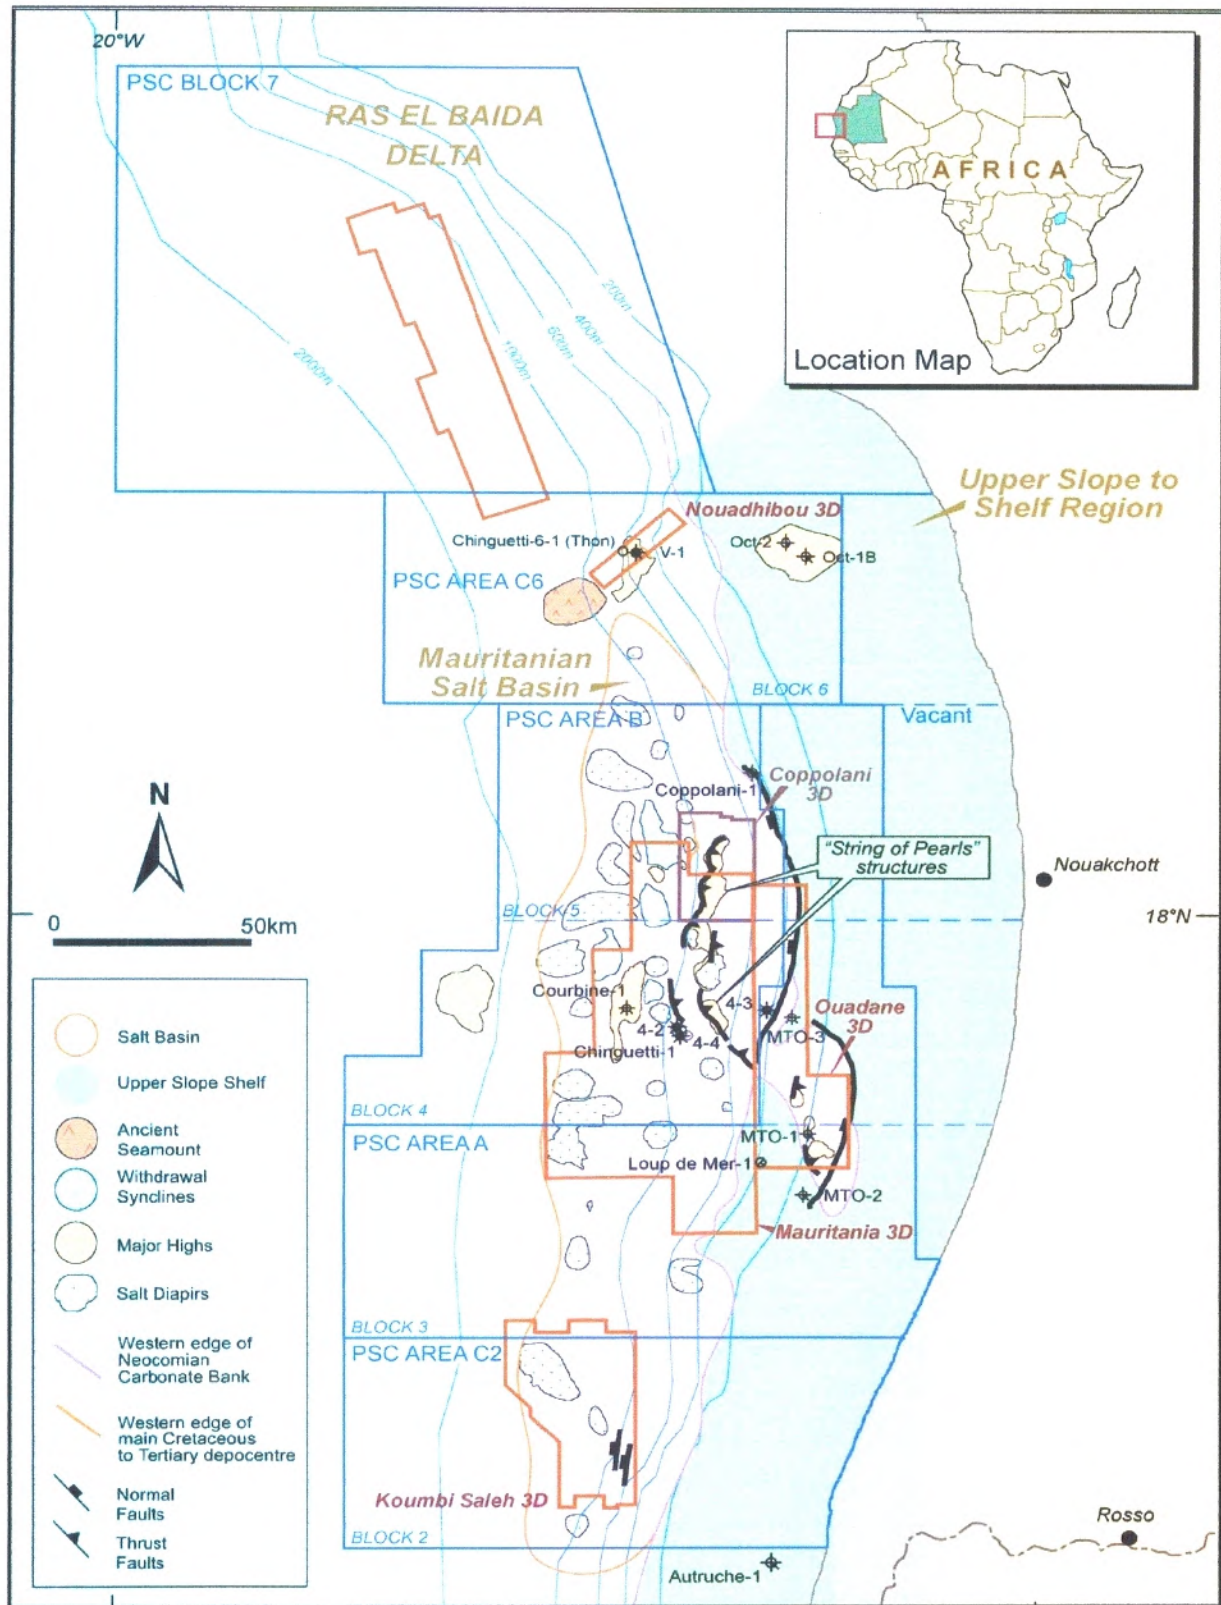 20°W
PSC BLOCK 7
RAS EL BAIDA
DELTA
AFRICA
Location Map
200m
400m
600m
1000m
2000m
Upper Slope to
Shelf Region
Nouadhibou 3D
Chinguetti-6-1 (Thon)
V-1
Oct-2
Oct-1B
PSC AREA C6
Mauritanian
Salt Basin
BLOCK 6
PSC AREA B
Vacant
N
Coppolani-1
Coppolani
3D
"String of Pearls"
structures
Nouakchott
0
50km
BLOCK 5
18°N
Courbine-1
4-3
Ouadane
3D
4-2
4-4
MTO-3
Chinguetti-1
BLOCK 4
PSC AREA A
MTO-1
Loup de Mer-1
MTO-2
Mauritania 3D
BLOCK 3
PSC AREA C2
Koumbi Saleh 3D
BLOCK 2
Rosso
Autruche-1
Salt Basin
Upper Slope Shelf
Ancient
Seamount
Withdrawal
Synclines
Major Highs
Salt Diapirs
Western edge of
Neocomian
Carbonate Bank
Western edge of
main Cretaceous
to Tertiary depocentre
Normal
Faults
Thrust
Faults